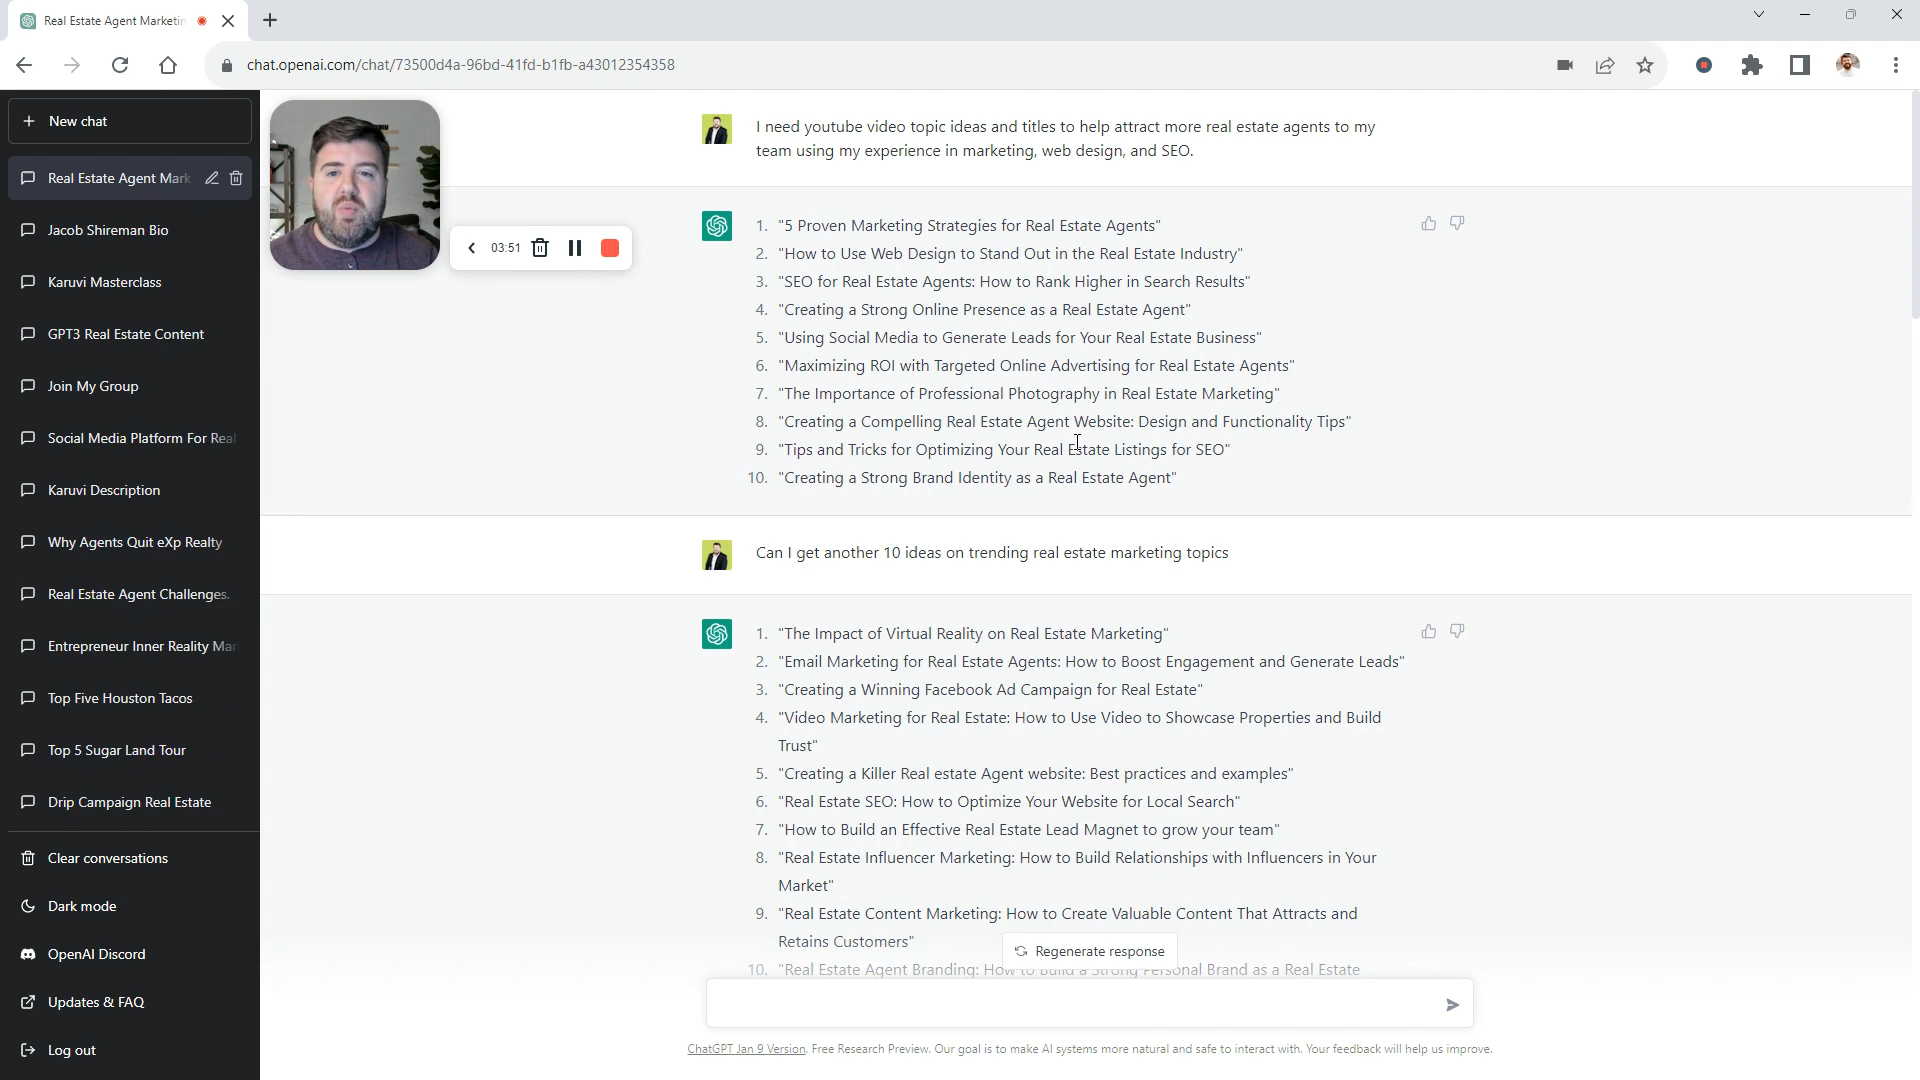 Real Estate Agent Marketin
chat.openai.com/chat/73500d4a-96bd-41fd-b1fb-a43012354358
New chat
Real Estate Agent Mark
Jacob Shireman Bio
Karuvi Masterclass
GPT3 Real Estate Content
Join My Group
Social Media Platform For Real
Karuvi Description
Why Agents Quit eXp Realty
Real Estate Agent Challenges.
Entrepreneur Inner Reality Man
Top Five Houston Tacos
Top 5 Sugar Land Tour
Drip Campaign Real Estate
Clear conversations
Dark mode
OpenAI Discord
Updates & FAQ
Log out
03:51
I need youtube video topic ideas and titles to help attract more real estate agents to my
team using my experience in marketing, web design, and SEO.
1. "5 Proven Marketing Strategies for Real Estate Agents"
2. "How to Use Web Design to Stand Out in the Real Estate Industry"
3. "SEO for Real Estate Agents: How to Rank Higher in Search Results"
4. "Creating a Strong Online Presence as a Real Estate Agent"
5. "Using Social Media to Generate Leads for Your Real Estate Business"
6. "Maximizing ROI with Targeted Online Advertising for Real Estate Agents"
7. "The Importance of Professional Photography in Real Estate Marketing"
8. "Creating a Compelling Real Estate Agent Website: Design and Functionality Tips"
9. "Tips and Tricks for Optimizing Your Real Estate Listings for SEO"
10. "Creating a Strong Brand Identity as a Real Estate Agent"
Can I get another 10 ideas on trending real estate marketing topics
1. "The Impact of Virtual Reality on Real Estate Marketing"
2. "Email Marketing for Real Estate Agents: How to Boost Engagement and Generate Leads"
3. "Creating a Winning Facebook Ad Campaign for Real Estate"
4. "Video Marketing for Real Estate: How to Use Video to Showcase Properties and Build
Trust"
5. "Creating a Killer Real estate Agent website: Best practices and examples"
6. "Real Estate SEO: How to Optimize Your Website for Local Search"
7. "How to Build an Effective Real Estate Lead Magnet to grow your team"
8. "Real Estate Influencer Marketing: How to Build Relationships with Influencers in Your
Market"
9. "Real Estate Content Marketing: How to Create Valuable Content That Attracts and
Retains Customers"
Regenerate response
10. "Real Estate Agent Branding: How to Build a Strong Personal Brand as a Real Estate
ChatGPT Jan 9 Version. Free Research Preview. Our goal is to make AI systems more natural and safe to interact with. Your feedback will help us improve.